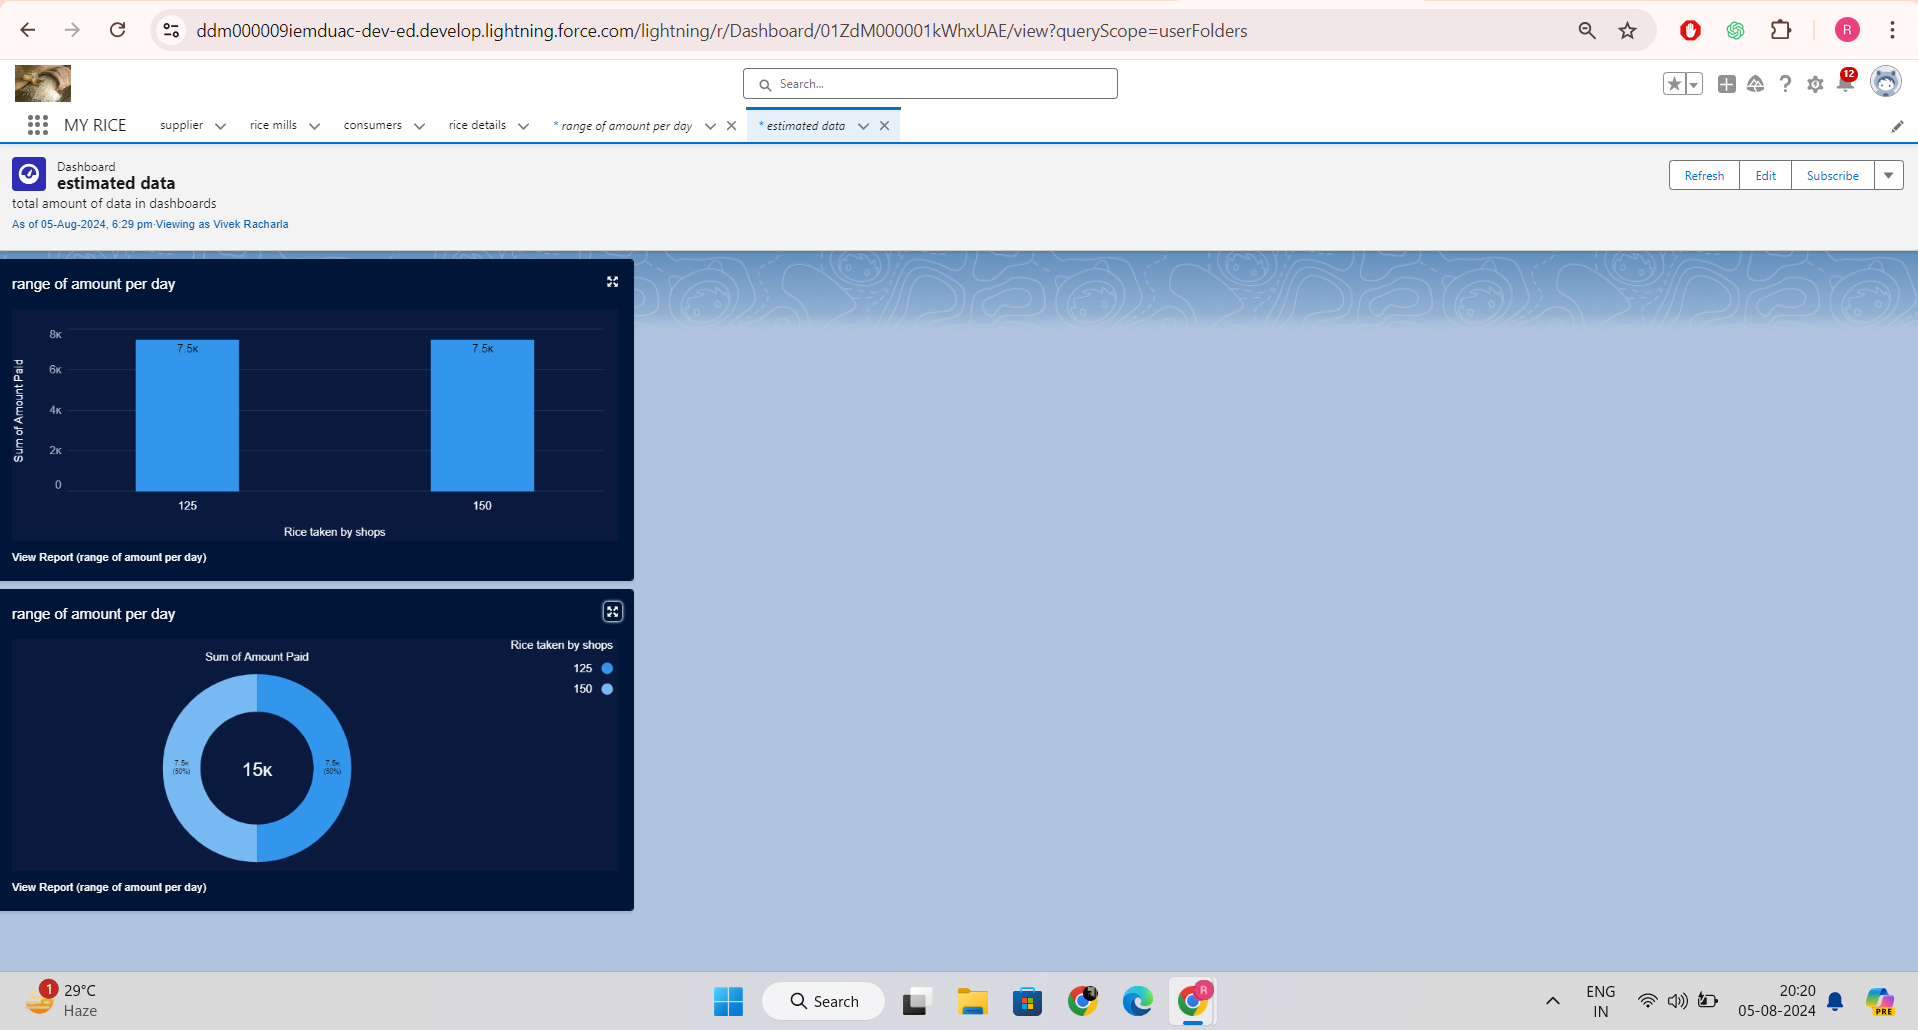 ddm000009iemduac-dev-ed.develop.lightning.force.com/lightning/r/Dashboard/01ZdM000001kWhxUAE/view?queryScope=userFolders
R
Search...
12
MY RICE
supplier
rice mills
consumers
rice details
* range of amount per day
* estimated data
Dashboard
estimated data
total amount of data in dashboards
As of 05-Aug-2024, 6:29 pm·Viewing as Vivek Racharla
Refresh
Edit
Subscribe
range of amount per day
Sum of Amount Paid
8K
6K
4K
2K
0
7.5K
7.5K
125
150
Rice taken by shops
View Report (range of amount per day)
range of amount per day
Sum of Amount Paid
Rice taken by shops
125
150
7.5K
(50%)
15K
7.5K
(50%)
View Report (range of amount per day)
1
29°C
Haze
Search
R
ENG
IN
20:20
05-08-2024
PRE